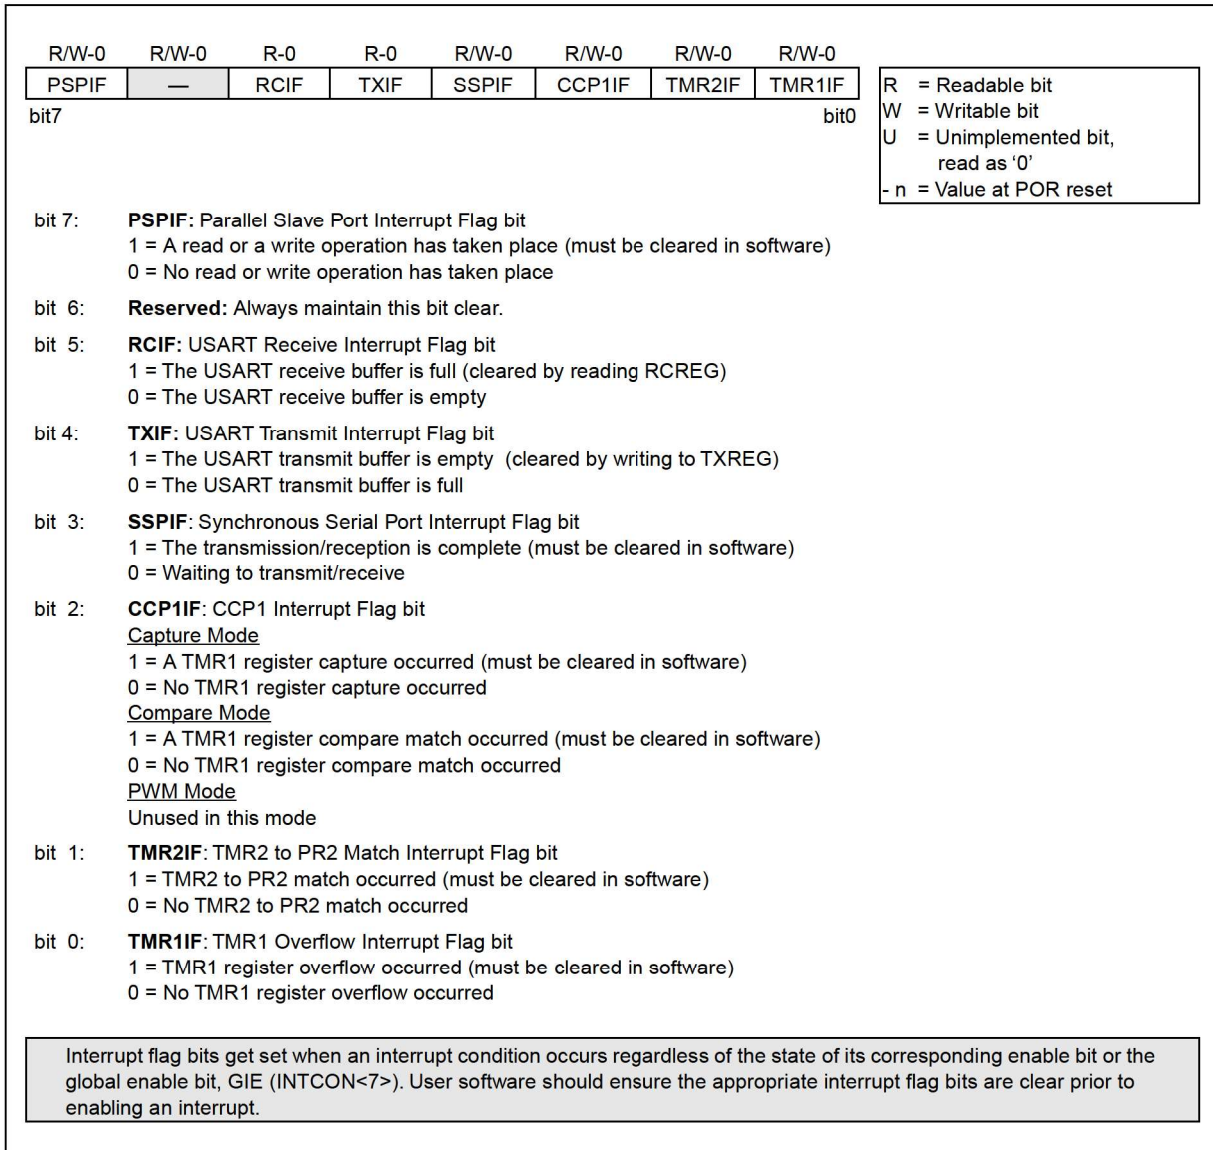 R/W-0 R/W-0 R-0 R-0 R/W-0 R/W-0 R/W-0 R/W-0
PSPIF — RCIF TXIF SSPIF CCP1IF TMR2IF TMR1IF
bit7 bit0
R = Readable bit
W = Writable bit
U = Unimplemented bit,
read as ‘0’
- n = Value at POR reset
bit 7: PSPIF: Parallel Slave Port Interrupt Flag bit
1 = A read or a write operation has taken place (must be cleared in software)
0 = No read or write operation has taken place
bit 6: Reserved: Always maintain this bit clear.
bit 5: RCIF: USART Receive Interrupt Flag bit
1 = The USART receive buffer is full (cleared by reading RCREG)
0 = The USART receive buffer is empty
bit 4: TXIF: USART Transmit Interrupt Flag bit
1 = The USART transmit buffer is empty (cleared by writing to TXREG)
0 = The USART transmit buffer is full
bit 3: SSPIF: Synchronous Serial Port Interrupt Flag bit
1 = The transmission/reception is complete (must be cleared in software)
0 = Waiting to transmit/receive
bit 2: CCP1IF: CCP1 Interrupt Flag bit
Capture Mode
1 = A TMR1 register capture occurred (must be cleared in software)
0 = No TMR1 register capture occurred
Compare Mode
1 = A TMR1 register compare match occurred (must be cleared in software)
0 = No TMR1 register compare match occurred
PWM Mode
Unused in this mode
bit 1: TMR2IF: TMR2 to PR2 Match Interrupt Flag bit
1 = TMR2 to PR2 match occurred (must be cleared in software)
0 = No TMR2 to PR2 match occurred
bit 0: TMR1IF: TMR1 Overflow Interrupt Flag bit
1 = TMR1 register overflow occurred (must be cleared in software)
0 = No TMR1 register overflow occurred
Interrupt flag bits get set when an interrupt condition occurs regardless of the state of its corresponding enable bit or the
global enable bit, GIE (INTCON<7>). User software should ensure the appropriate interrupt flag bits are clear prior to
enabling an interrupt.